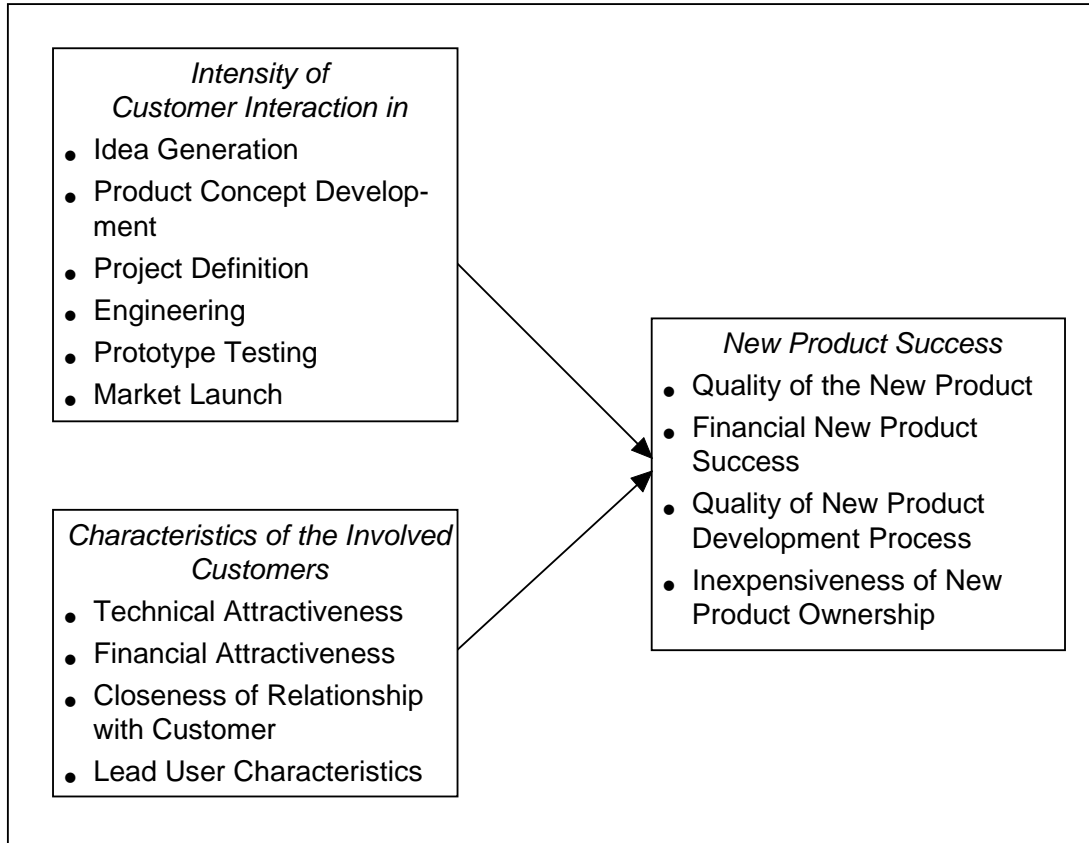 Intensity of
Customer Interaction in
• Idea Generation
• Product Concept Develop-
ment
• Project Definition
• Engineering
• Prototype Testing
• Market Launch
Characteristics of the Involved
Customers
• Technical Attractiveness
• Financial Attractiveness
• Closeness of Relationship
with Customer
• Lead User Characteristics
New Product Success
• Quality of the New Product
• Financial New Product
Success
• Quality of New Product
Development Process
• Inexpensiveness of New
Product Ownership